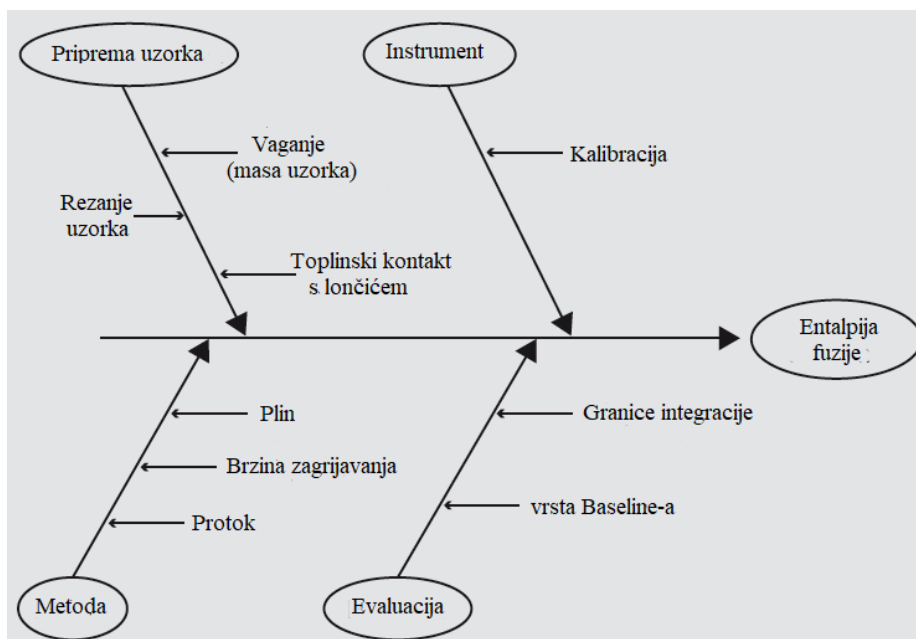 Priprema uzorka
Instrument
Vaganje
(masa uzorka)
Kalibracija
Rezanje
uzorka
Toplinski kontakt
s lončićem
Entalpija
fuzije
Plin
Granice integracije
Brzina zagrijavanja
vrsta Baseline-a
Protok
Metoda
Evaluacija